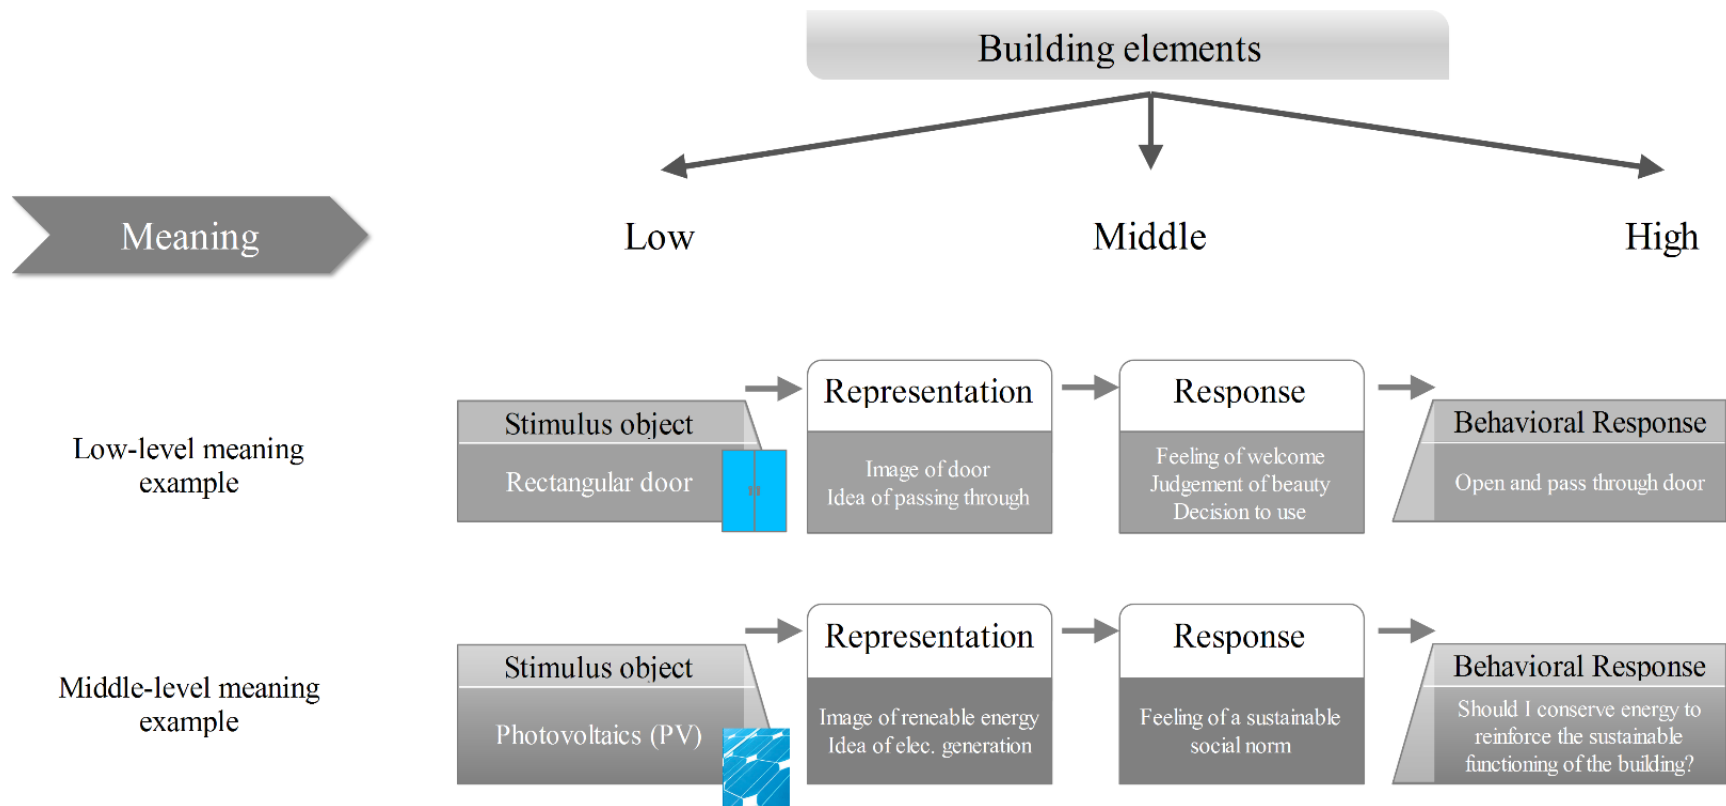 Building elements
Meaning
Low
Middle
High
Low-level meaning
example
Stimulus object
Rectangular door
Representation
Image of door
Idea of passing through
Response
Feeling of welcome
Judgement of beauty
Decision to use
Behavioral Response
Open and pass through door
Middle-level meaning
example
Stimulus object
Photovoltaics (PV)
Representation
Image of reneable energy
Idea of elec. generation
Response
Feeling of a sustainable
social norm
Behavioral Response
Should I conserve energy to
reinforce the sustainable
functioning of the building?